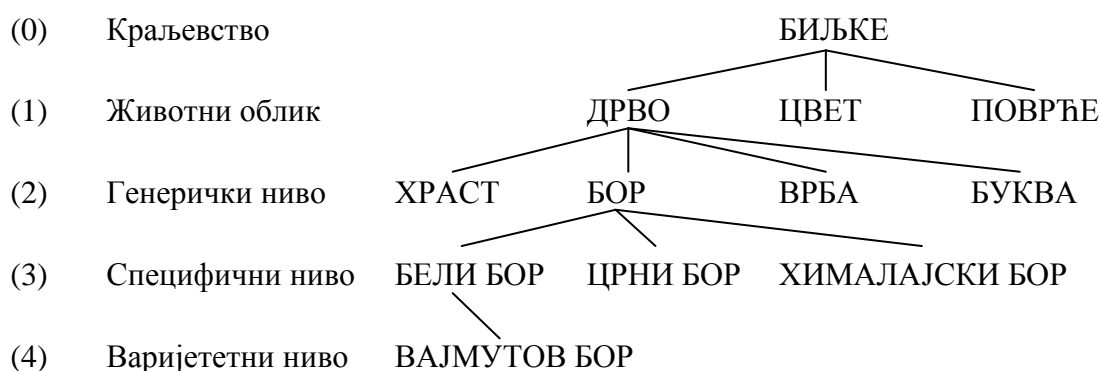 (0) Краљевство БИЉКЕ
(1) Животни облик ДРВО ЦВЕТ ПОВРЋЕ
(2) Генерички ниво ХРАСТ БОР ВРБА БУКВА
(3) Специфични ниво БЕЛИ БОР ЦРНИ БОР ХИМАЛАЈСКИ БОР
(4) Варијететни ниво ВАЈМУТОВ БОР